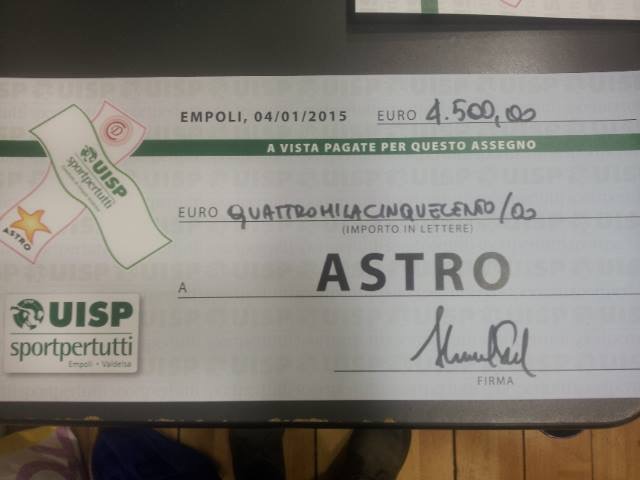 EMPOLI, 04/01/2015 EURO 4.500,00
A VISTA PAGATE PER QUESTO ASSEGNO
UISP
sportpertutti
ASTRO
EURO QUATTROMILACINQUECENTO/00
(IMPORTO IN LETTERE)
A ASTRO
UISP
sportpertutti
Empoli • Valdelsa
FIRMA